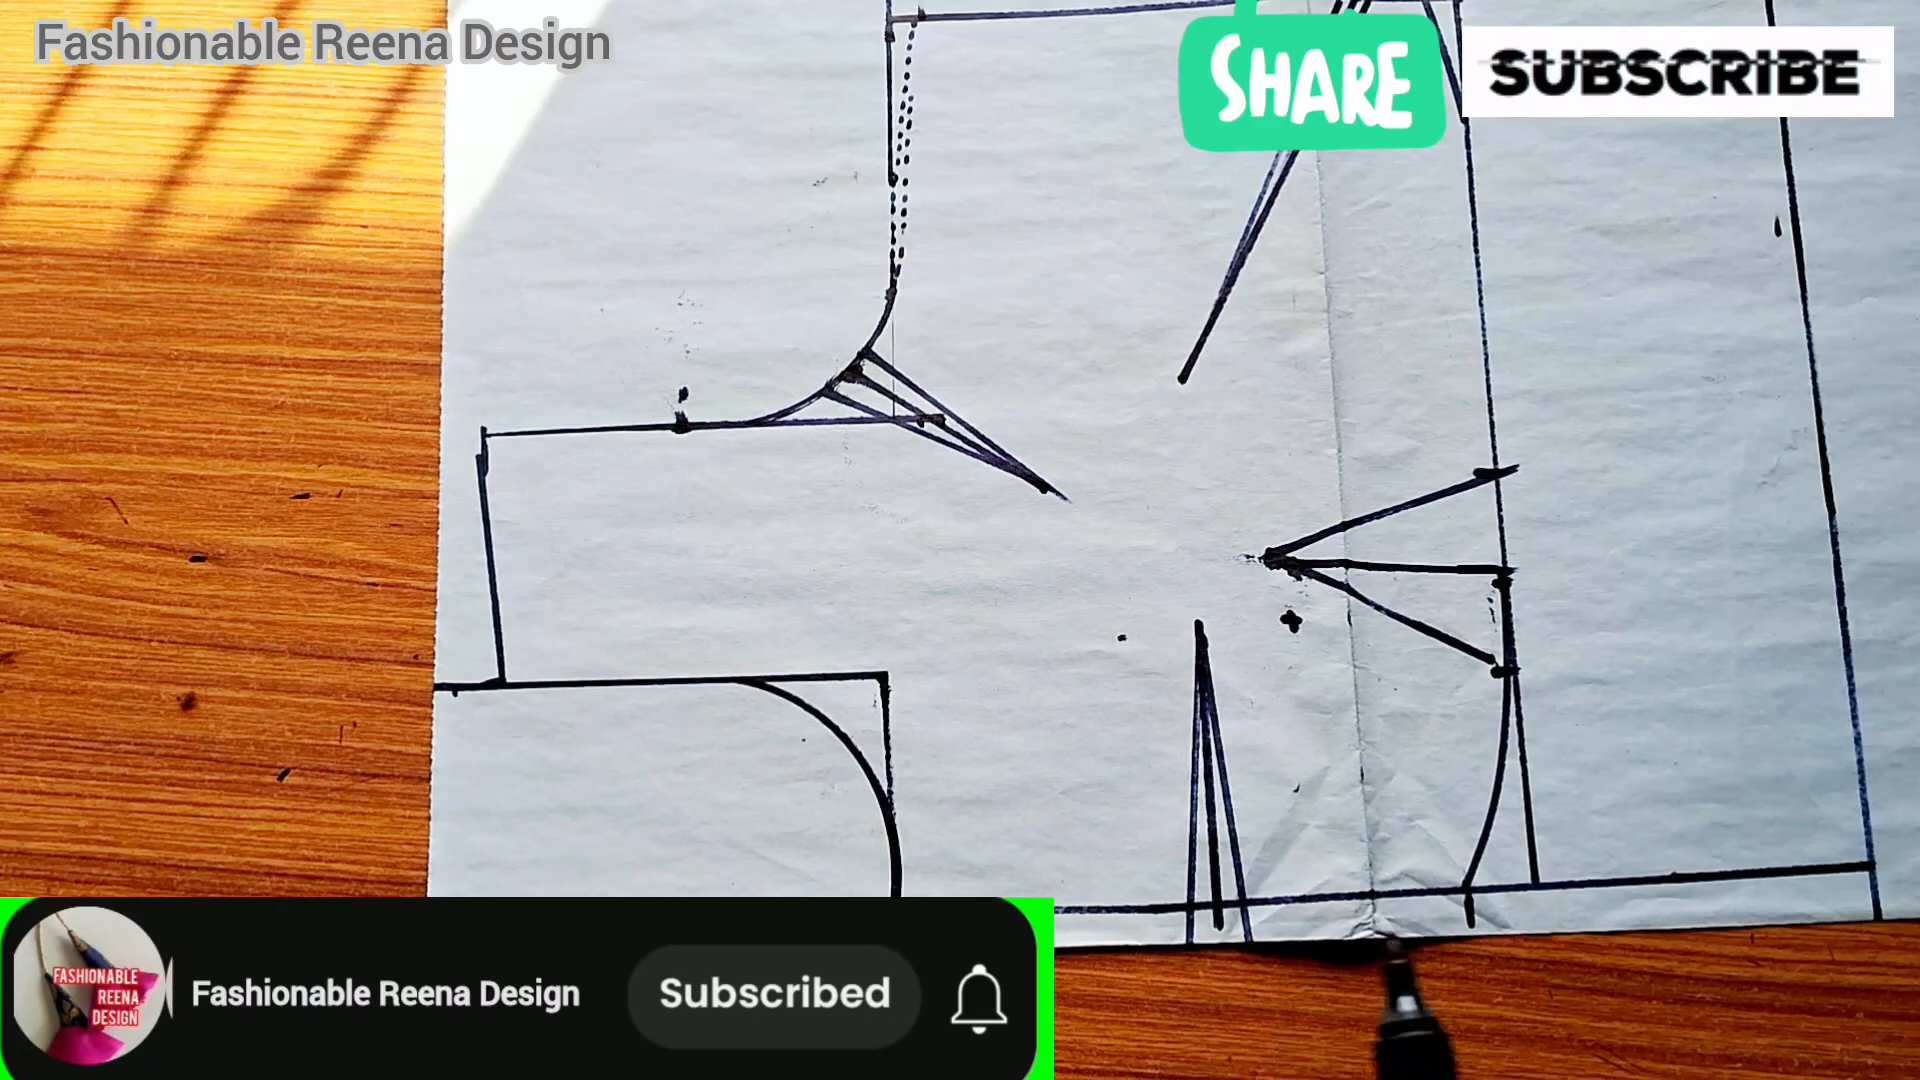 Fashionable Reena Design
SHARE
SUBSCRIBE
FASHIONABLE
REENA
DESIGN
Fashionable Reena Design
Subscribed